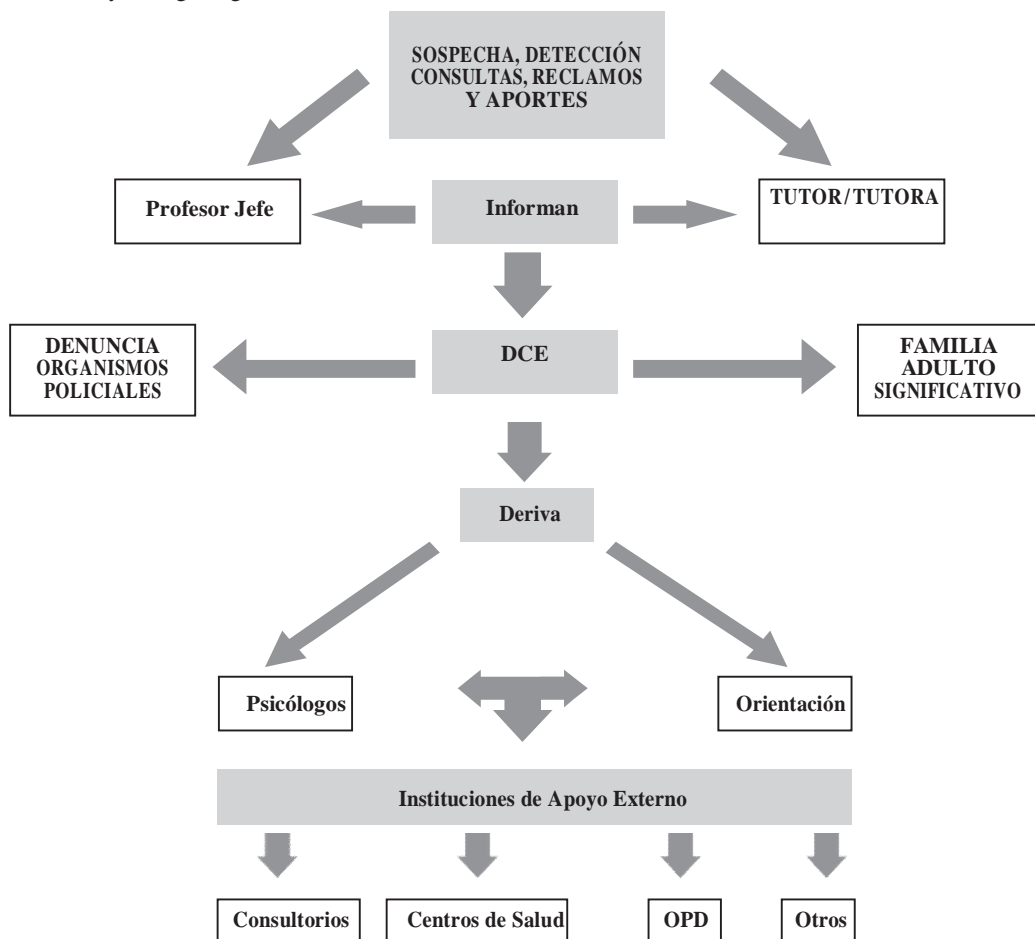 SOSPECHA, DETECCIÓN
CONSULTAS, RECLAMOS
Y APORTES
Profesor Jefe
Informan
TUTOR/TUTORA
DENUNCIA
ORGANISMOS
POLICIALES
DCE
FAMILIA
ADULTO
SIGNIFICATIVO
Deriva
Psicólogos
Orientación
Instituciones de Apoyo Externo
Consultorios
Centros de Salud
OPD
Otros